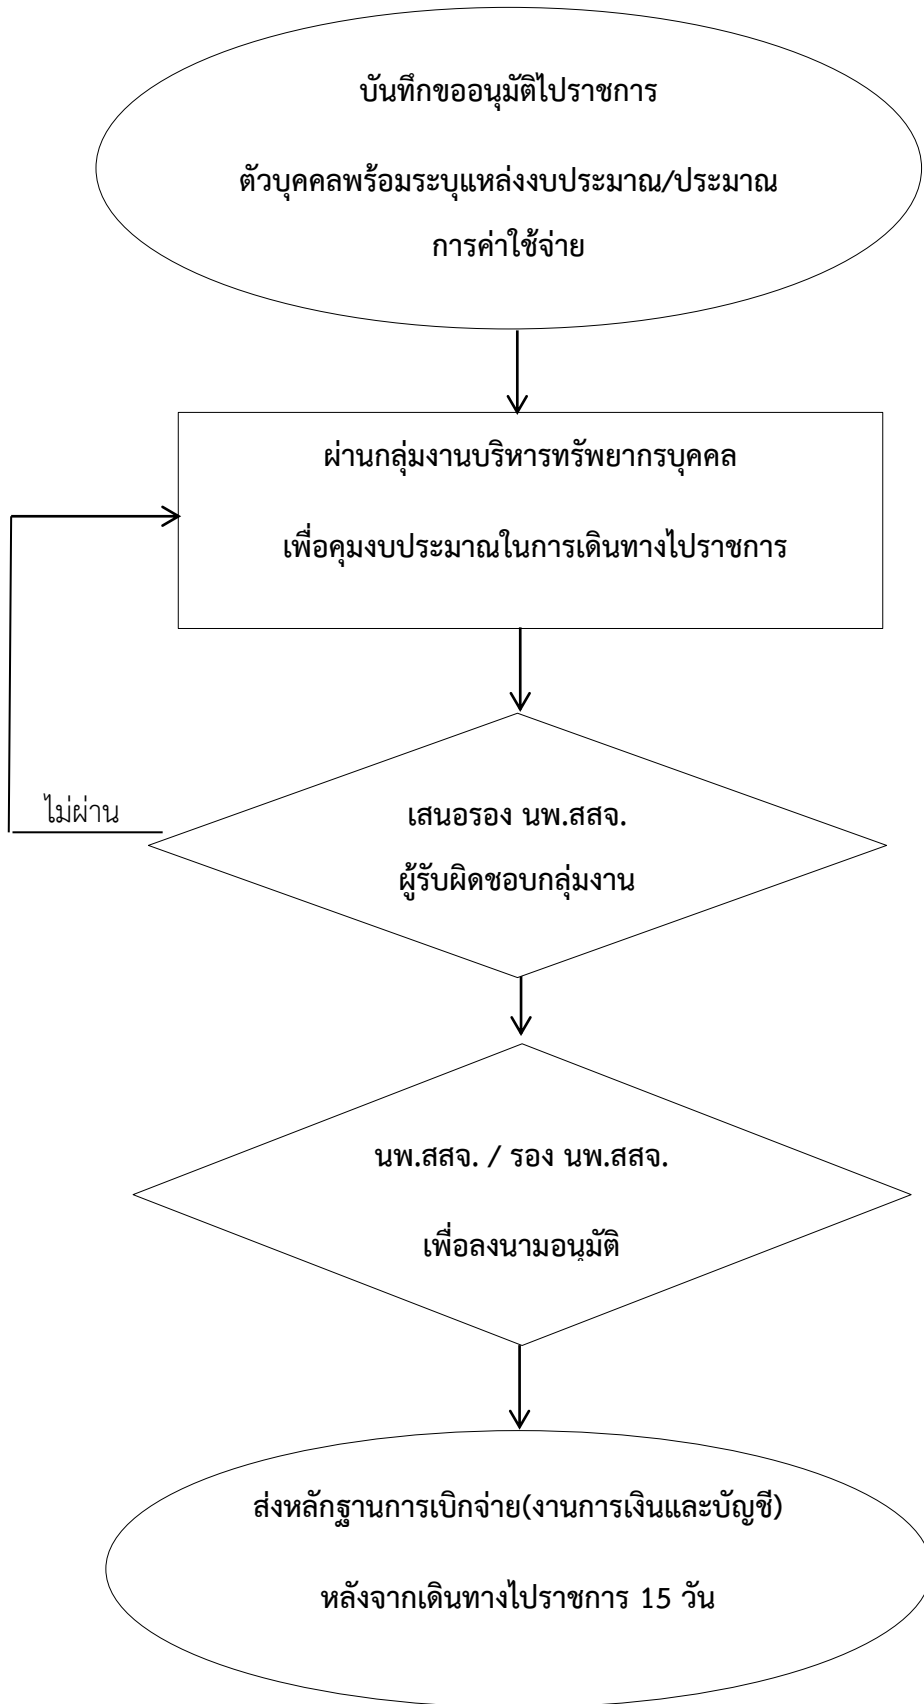 บันทึกขออนุมัติไปราชการ
ตัวบุคคลพร้อมระบุแหล่งงบประมาณ/ประมาณ
การค่าใช้จ่าย
ผ่านกลุ่มงานบริหารทรัพยากรบุคคล
เพื่อคุมงบประมาณในการเดินทางไปราชการ
ไม่ผ่าน
เสนอรอง นพ.สสจ.
ผู้รับผิดชอบกลุ่มงาน
นพ.สสจ. / รอง นพ.สสจ.
เพื่อลงนามอนุมัติ
ส่งหลักฐานการเบิกจ่าย(งานการเงินและบัญชี)
หลังจากเดินทางไปราชการ 15 วัน